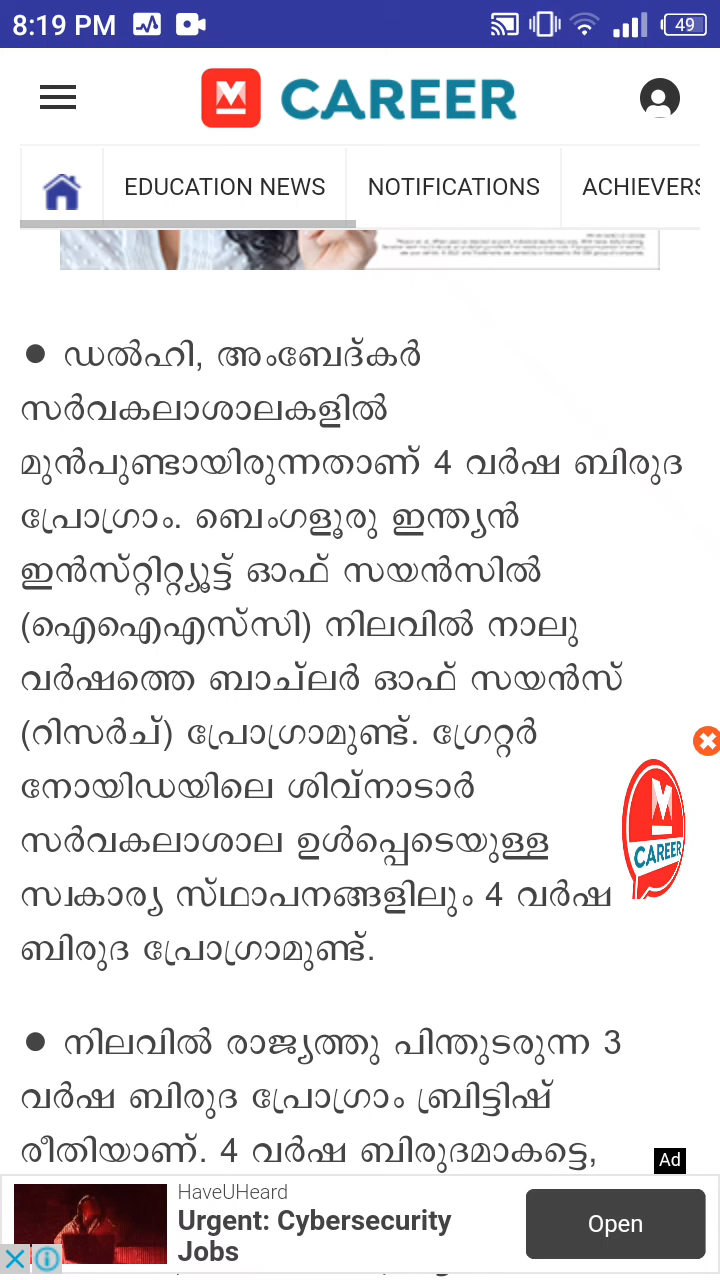 8:19 PM
49
CAREER
EDUCATION NEWS
NOTIFICATIONS
ACHIEVERS
● ഡൽഹി, അംബേദ്കർ
സർവകലാശാലകളിൽ
മുൻപുണ്ടായിരുന്നതാണ് 4 വർഷ ബിരുദ
പ്രോഗ്രാം. ബെംഗളൂരു ഇന്ത്യൻ
ഇൻസ്റ്റിറ്റ്യൂട്ട് ഓഫ് സയൻസിൽ
(ഐഐഎസ്‌സി) നിലവിൽ നാലു
വർഷത്തെ ബാച്‌ലർ ഓഫ് സയൻസ്
(റിസർച്) പ്രോഗ്രാമുണ്ട്. ഗ്രേറ്റർ
നോയിഡയിലെ ശിവ്നാടാർ
സർവകലാശാല ഉൾപ്പെടെയുള്ള
സ്വകാര്യ സ്ഥാപനങ്ങളിലും 4 വർഷ
ബിരുദ പ്രോഗ്രാമുണ്ട്.
CAREER
● നിലവിൽ രാജ്യത്തു പിന്തുടരുന്ന 3
വർഷ ബിരുദ പ്രോഗ്രാം ബ്രിട്ടിഷ്
രീതിയാണ്. 4 വർഷ ബിരുദമാകട്ടെ,
Ad
HaveUHeard
Urgent: Cybersecurity
Jobs
Open